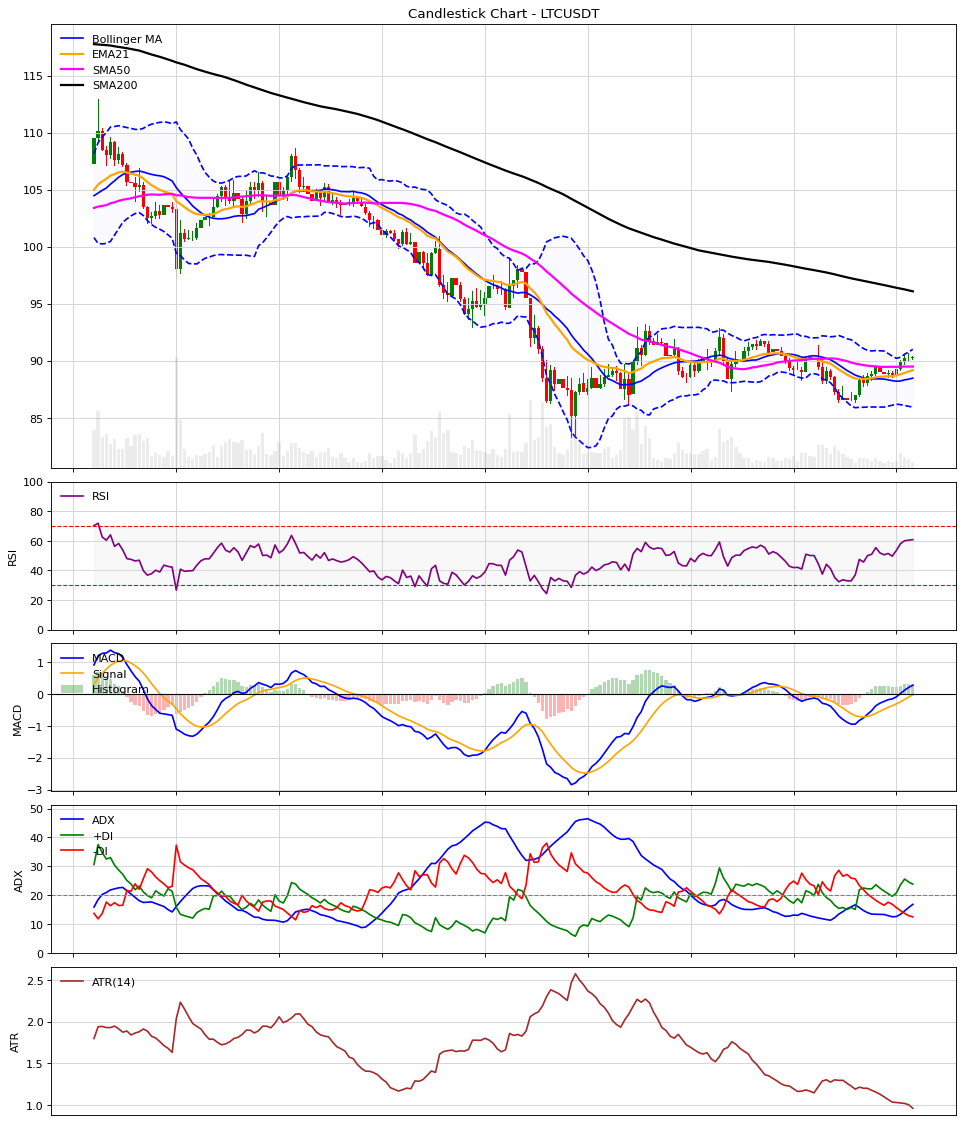 Candlestick Chart - LTCUSDT
Bollinger MA
EMA21
SMA50
SMA200
115
110
105
100
95
90
85
RSI
100
80
60
40
20
0
RSI
MACD
Signal
Histogram
1
0
−1
−2
−3
MACD
ADX
+DI
-DI
50
40
30
20
10
0
ADX
ATR(14)
2.5
2.0
1.5
1.0
ATR